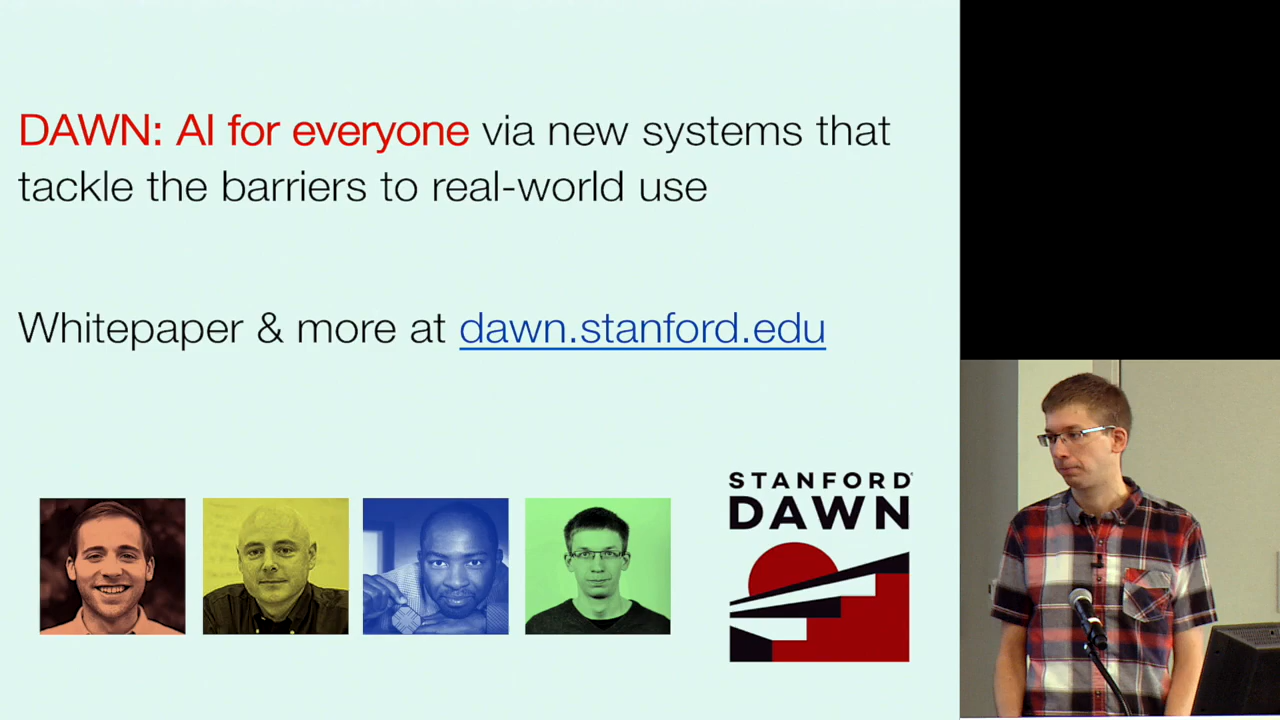 DAWN: AI for everyone via new systems that
tackle the barriers to real-world use
Whitepaper & more at dawn.stanford.edu
STANFORD
DAWN